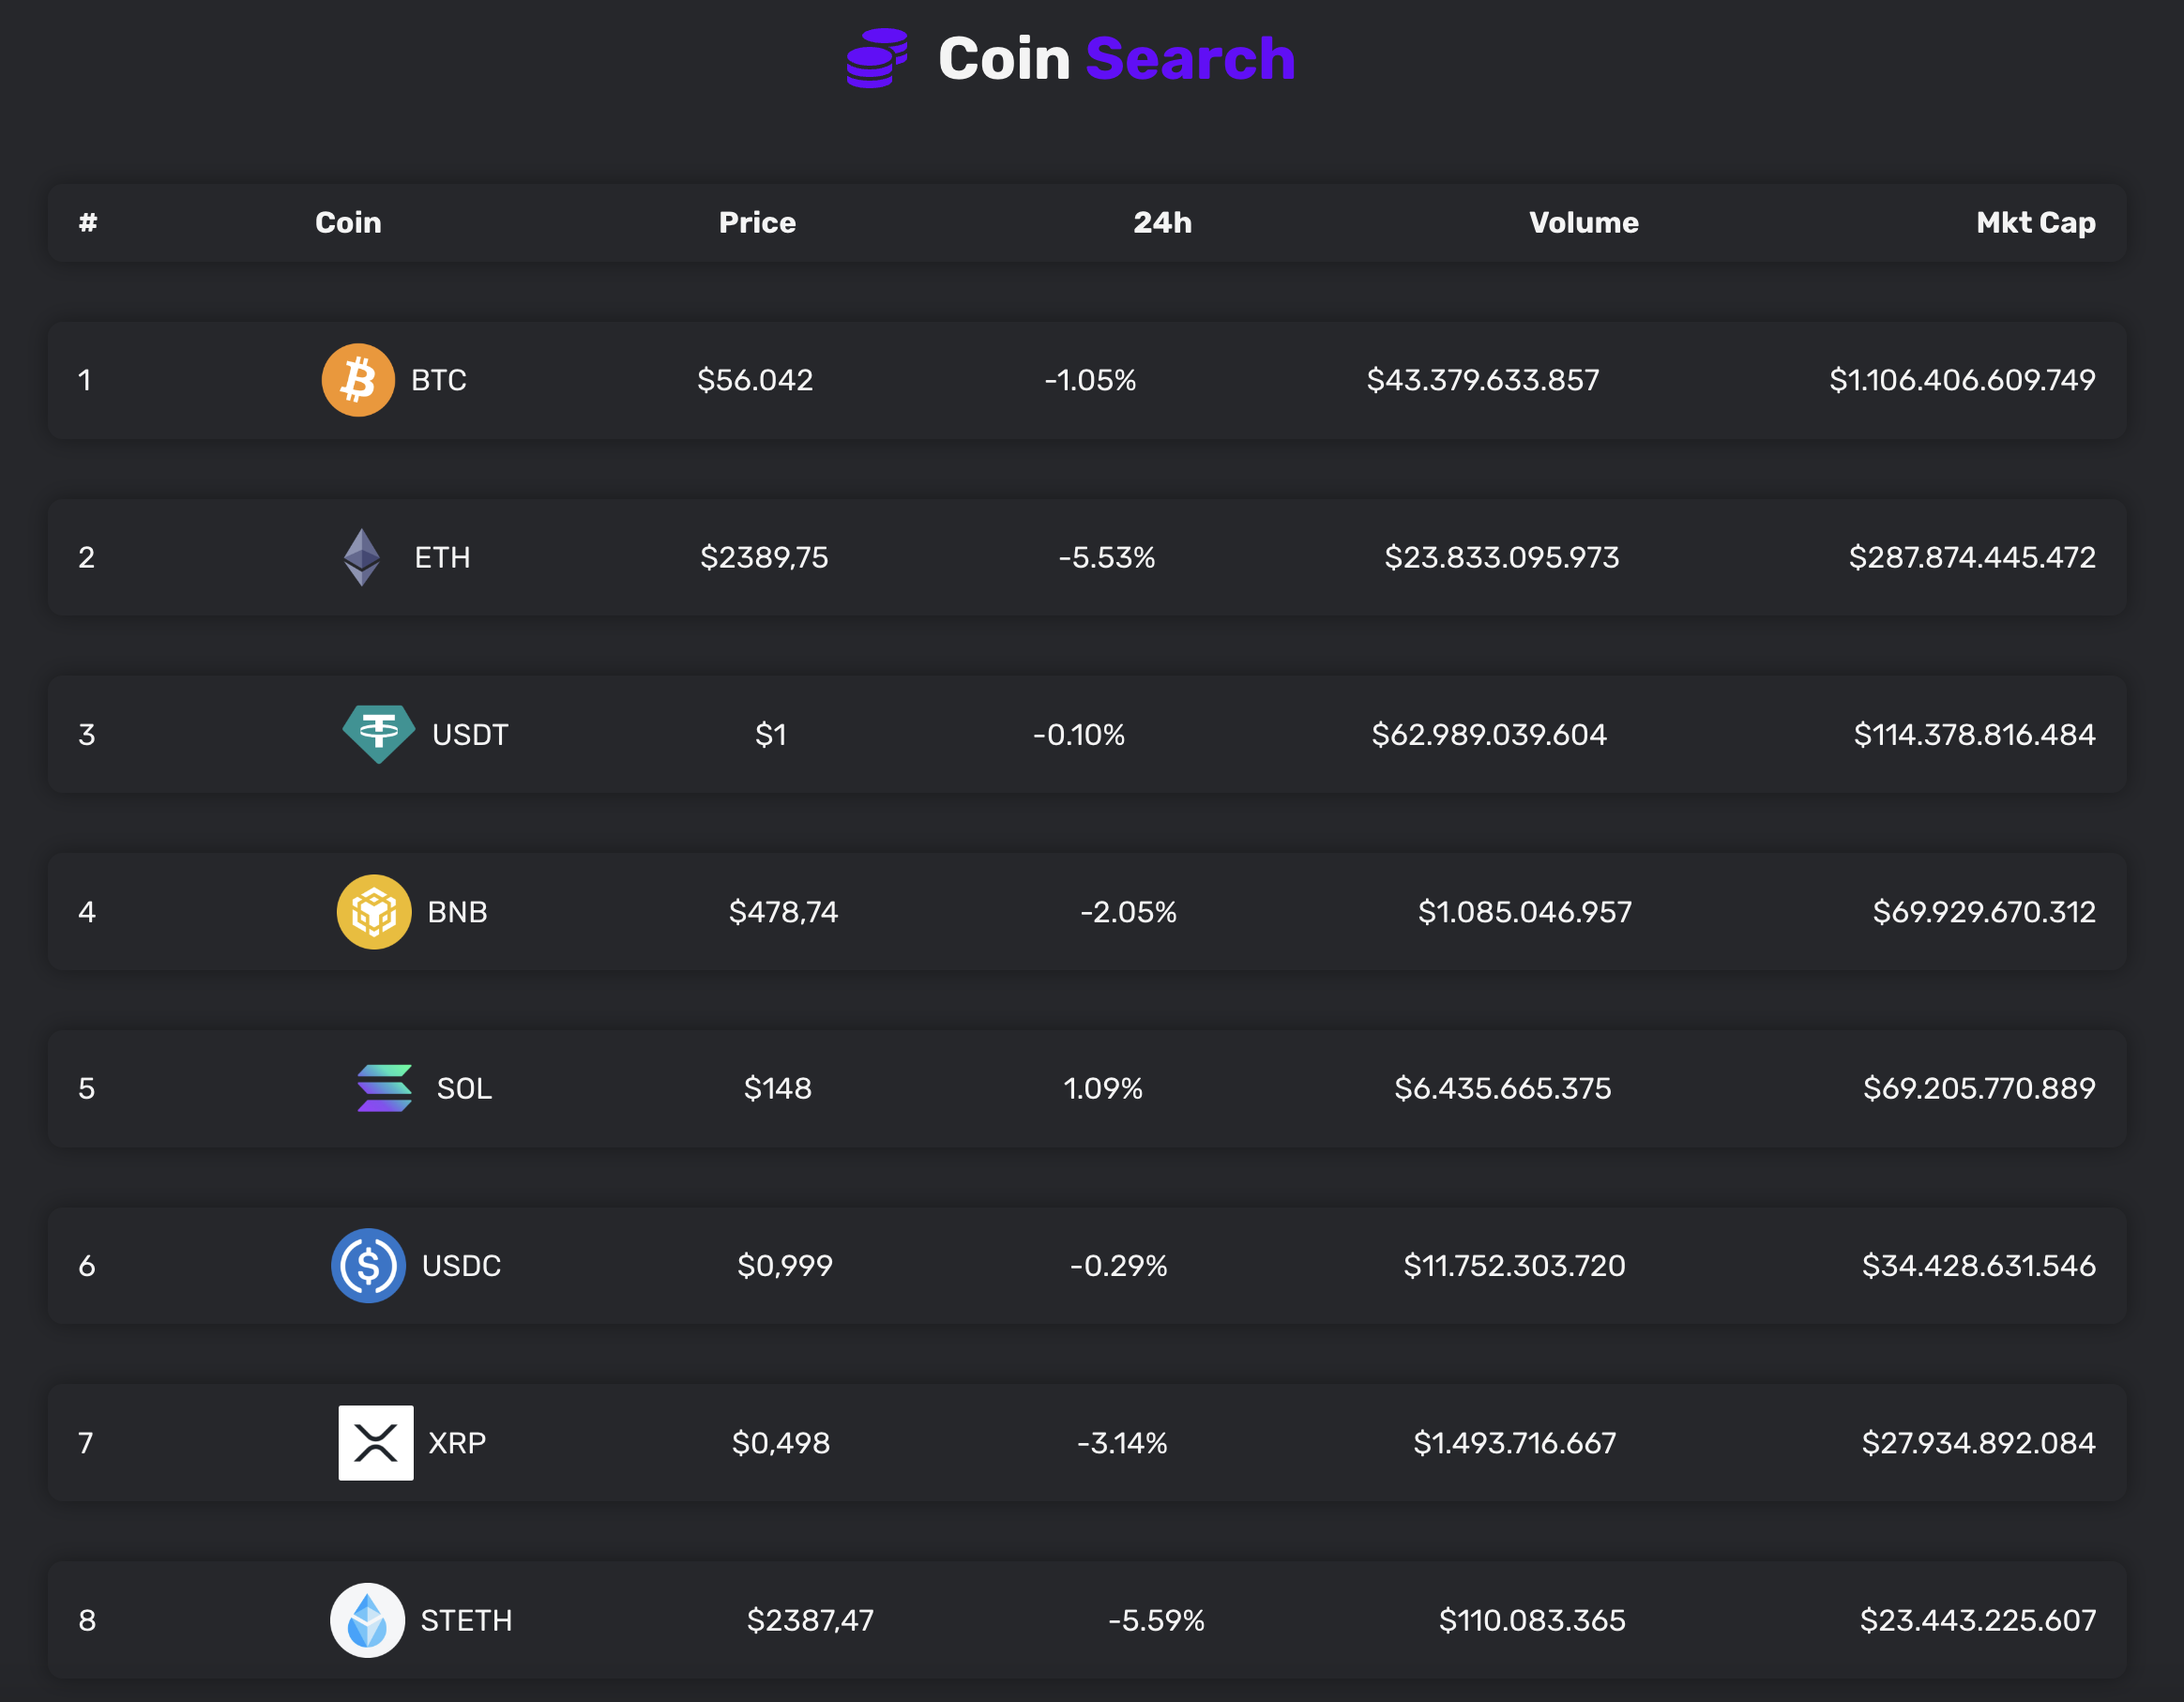 Coin Search
# Coin Price 24h Volume Mkt Cap
1 BTC $56.042 -1.05% $43.379.633.857 $1.106.406.609.749
2 ETH $2389,75 -5.53% $23.833.095.973 $287.874.445.472
3 USDT $1 -0.10% $62.989.039.604 $114.378.816.484
4 BNB $478,74 -2.05% $1.085.046.957 $69.929.670.312
5 SOL $148 1.09% $6.435.665.375 $69.205.770.889
6 USDC $0,999 -0.29% $11.752.303.720 $34.428.631.546
7 XRP $0,498 -3.14% $1.493.716.667 $27.934.892.084
8 STETH $2387,47 -5.59% $110.083.365 $23.443.225.607